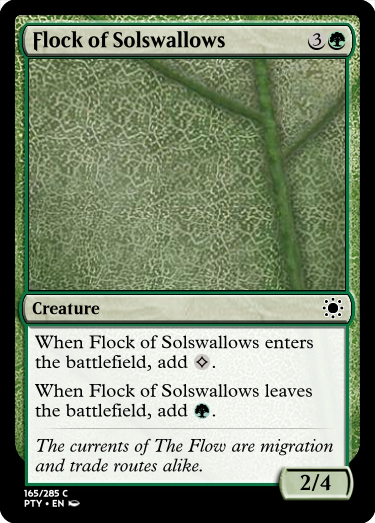 Flock of Solswallows 3
Creature
When Flock of Solswallows enters
the battlefield, add .
When Flock of Solswallows leaves
the battlefield, add .
The currents of The Flow are migration
and trade routes alike.
2/4
165/285 C
PTY • EN